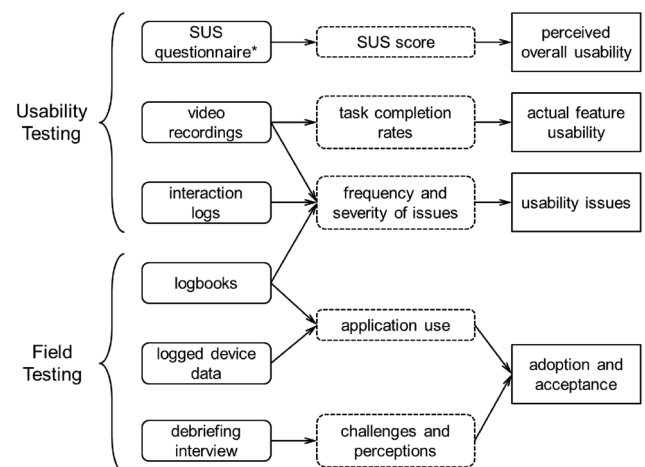 Usability
Testing
SUS
questionnaire*
SUS score
perceived
overall usability
video
recordings
task completion
rates
actual feature
usability
interaction
logs
frequency and
severity of issues
usability issues
Field
Testing
logbooks
application use
logged device
data
adoption and
acceptance
debriefing
interview
challenges and
perceptions